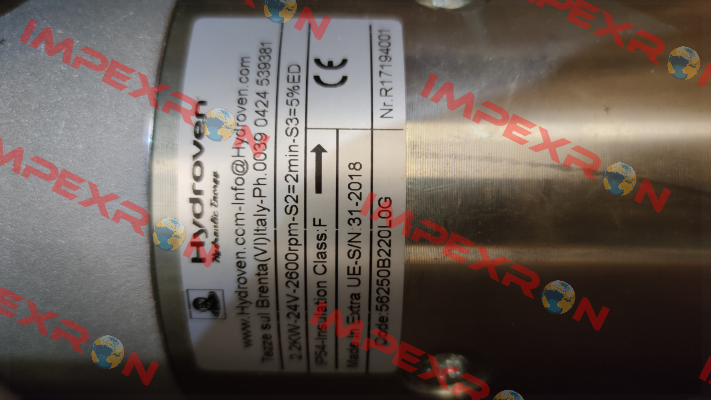 Hydroven
Hydraulic Energy
www.Hydroven.com-Info@Hydroven.com
Tezze sul Brenta(VI)Italy-Ph.0039 0424 539381
2.2KW-24V-2600rpm-S2=2min-S3=5%ED
IP54-Insulation Class:F
CE
Made in Extra UE-S/N:31-2018
Code:56250B220L0G
Nr.R17194001
IMPEXRON
IMPEXRON
IMPEXRON
IMPEXRON
IMPEXRON
IMPEXRON
IMPEXRON
IMPEXRON